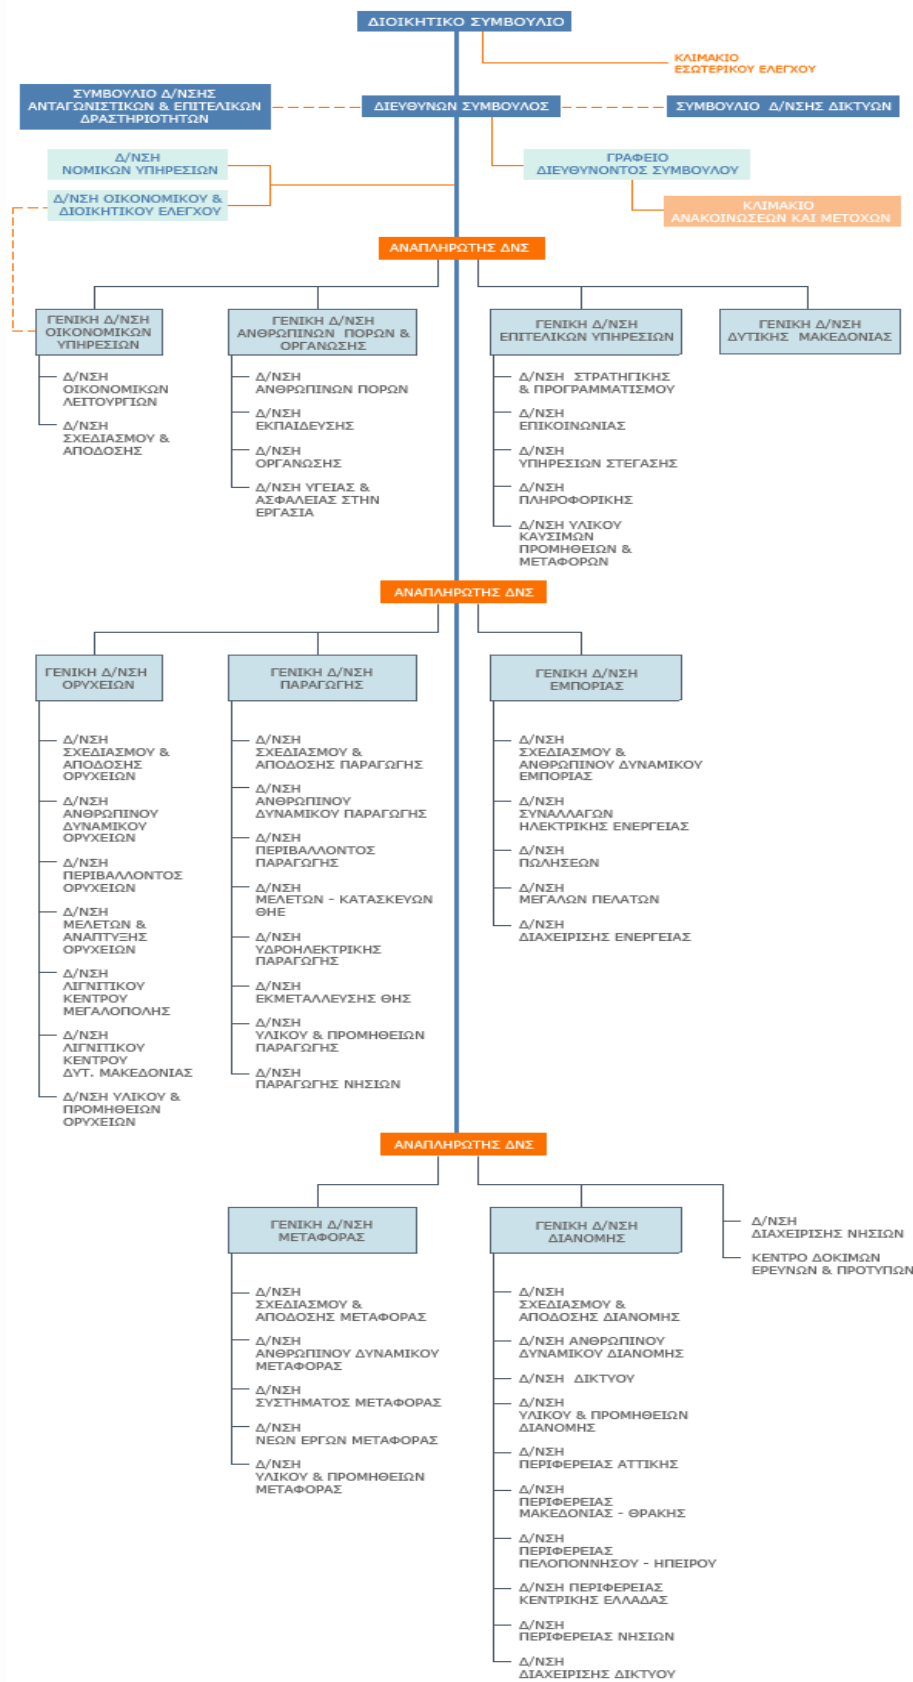 ΔΙΟΙΚΗΤΙΚΟ ΣΥΜΒΟΥΛΙΟ
ΚΛΙΜΑΚΙΟ
ΕΣΩΤΕΡΙΚΟΥ ΕΛΕΓΧΟΥ
ΣΥΜΒΟΥΛΙΟ Δ/ΝΣΗΣ
ΑΝΤΑΓΩΝΙΣΤΙΚΩΝ & ΕΠΙΤΕΛΙΚΩΝ
ΔΡΑΣΤΗΡΙΟΤΗΤΩΝ
ΔΙΕΥΘΥΝΩΝ ΣΥΜΒΟΥΛΟΣ
ΣΥΜΒΟΥΛΙΟ Δ/ΝΣΗΣ ΔΙΚΤΥΩΝ
Δ/ΝΣΗ
ΝΟΜΙΚΩΝ ΥΠΗΡΕΣΙΩΝ
ΓΡΑΦΕΙΟ
ΔΙΕΥΘΥΝΟΝΤΟΣ ΣΥΜΒΟΥΛΟΥ
Δ/ΝΣΗ ΟΙΚΟΝΟΜΙΚΟΥ &
ΔΙΟΙΚΗΤΙΚΟΥ ΕΛΕΓΧΟΥ
ΚΛΙΜΑΚΙΟ
ΑΝΑΚΟΙΝΩΣΕΩΝ ΚΑΙ ΜΕΤΟΧΩΝ
ΑΝΑΠΛΗΡΩΤΗΣ ΔΝΣ
ΓΕΝΙΚΗ Δ/ΝΣΗ
ΟΙΚΟΝΟΜΙΚΩΝ
ΥΠΗΡΕΣΙΩΝ
Δ/ΝΣΗ
ΟΙΚΟΝΟΜΙΚΩΝ
ΛΕΙΤΟΥΡΓΙΩΝ
Δ/ΝΣΗ
ΣΧΕΔΙΑΣΜΟΥ &
ΑΠΟΔΟΣΗΣ
ΓΕΝΙΚΗ Δ/ΝΣΗ
ΑΝΘΡΩΠΙΝΩΝ ΠΟΡΩΝ &
ΟΡΓΑΝΩΣΗΣ
Δ/ΝΣΗ
ΑΝΘΡΩΠΙΝΩΝ ΠΟΡΩΝ
Δ/ΝΣΗ
ΕΚΠΑΙΔΕΥΣΗΣ
Δ/ΝΣΗ
ΟΡΓΑΝΩΣΗΣ
Δ/ΝΣΗ ΥΓΕΙΑΣ &
ΑΣΦΑΛΕΙΑΣ ΣΤΗΝ
ΕΡΓΑΣΙΑ
ΓΕΝΙΚΗ Δ/ΝΣΗ
ΕΠΙΤΕΛΙΚΩΝ ΥΠΗΡΕΣΙΩΝ
Δ/ΝΣΗ ΣΤΡΑΤΗΓΙΚΗΣ
& ΠΡΟΓΡΑΜΜΑΤΙΣΜΟΥ
Δ/ΝΣΗ
ΕΠΙΚΟΙΝΩΝΙΑΣ
Δ/ΝΣΗ
ΥΠΗΡΕΣΙΩΝ ΣΤΕΓΑΣΗΣ
Δ/ΝΣΗ
ΠΛΗΡΟΦΟΡΙΚΗΣ
Δ/ΝΣΗ ΥΛΙΚΟΥ
ΚΑΥΣΙΜΩΝ
ΠΡΟΜΗΘΕΙΩΝ &
ΜΕΤΑΦΟΡΩΝ
ΓΕΝΙΚΗ Δ/ΝΣΗ
ΔΥΤΙΚΗΣ ΜΑΚΕΔΟΝΙΑΣ
ΑΝΑΠΛΗΡΩΤΗΣ ΔΝΣ
ΓΕΝΙΚΗ Δ/ΝΣΗ
ΟΡΥΧΕΙΩΝ
Δ/ΝΣΗ
ΣΧΕΔΙΑΣΜΟΥ &
ΑΠΟΔΟΣΗΣ
ΟΡΥΧΕΙΩΝ
Δ/ΝΣΗ
ΑΝΘΡΩΠΙΝΟΥ
ΔΥΝΑΜΙΚΟΥ
ΟΡΥΧΕΙΩΝ
Δ/ΝΣΗ
ΠΕΡΙΒΑΛΛΟΝΤΟΣ
ΟΡΥΧΕΙΩΝ
Δ/ΝΣΗ
ΜΕΛΕΤΩΝ &
ΑΝΑΠΤΥΞΗΣ
ΟΡΥΧΕΙΩΝ
Δ/ΝΣΗ
ΛΙΓΝΙΤΙΚΟΥ
ΚΕΝΤΡΟΥ
ΜΕΓΑΛΟΠΟΛΗΣ
Δ/ΝΣΗ
ΛΙΓΝΙΤΙΚΟΥ
ΚΕΝΤΡΟΥ
ΔΥΤ. ΜΑΚΕΔΟΝΙΑΣ
Δ/ΝΣΗ ΥΛΙΚΟΥ &
ΠΡΟΜΗΘΕΙΩΝ
ΟΡΥΧΕΙΩΝ
ΓΕΝΙΚΗ Δ/ΝΣΗ
ΠΑΡΑΓΩΓΗΣ
Δ/ΝΣΗ
ΣΧΕΔΙΑΣΜΟΥ &
ΑΠΟΔΟΣΗΣ ΠΑΡΑΓΩΓΗΣ
Δ/ΝΣΗ
ΑΝΘΡΩΠΙΝΟΥ
ΔΥΝΑΜΙΚΟΥ ΠΑΡΑΓΩΓΗΣ
Δ/ΝΣΗ
ΠΕΡΙΒΑΛΛΟΝΤΟΣ
ΠΑΡΑΓΩΓΗΣ
Δ/ΝΣΗ
ΜΕΛΕΤΩΝ - ΚΑΤΑΣΚΕΥΩΝ
ΘΗΕ
Δ/ΝΣΗ
ΥΔΡΟΗΛΕΚΤΡΙΚΗΣ
ΠΑΡΑΓΩΓΗΣ
Δ/ΝΣΗ
ΕΚΜΕΤΑΛΛΕΥΣΗΣ ΘΗΣ
Δ/ΝΣΗ
ΥΛΙΚΟΥ & ΠΡΟΜΗΘΕΙΩΝ
ΠΑΡΑΓΩΓΗΣ
Δ/ΝΣΗ
ΠΑΡΑΓΩΓΗΣ ΝΗΣΙΩΝ
ΓΕΝΙΚΗ Δ/ΝΣΗ
ΕΜΠΟΡΙΑΣ
Δ/ΝΣΗ
ΣΧΕΔΙΑΣΜΟΥ &
ΑΝΘΡΩΠΙΝΟΥ ΔΥΝΑΜΙΚΟΥ
ΕΜΠΟΡΙΑΣ
Δ/ΝΣΗ
ΣΥΝΑΛΛΑΓΩΝ
ΗΛΕΚΤΡΙΚΗΣ ΕΝΕΡΓΕΙΑΣ
Δ/ΝΣΗ
ΠΩΛΗΣΕΩΝ
Δ/ΝΣΗ
ΜΕΓΑΛΩΝ ΠΕΛΑΤΩΝ
Δ/ΝΣΗ
ΔΙΑΧΕΙΡΙΣΗΣ ΕΝΕΡΓΕΙΑΣ
ΑΝΑΠΛΗΡΩΤΗΣ ΔΝΣ
ΓΕΝΙΚΗ Δ/ΝΣΗ
ΜΕΤΑΦΟΡΑΣ
Δ/ΝΣΗ
ΣΧΕΔΙΑΣΜΟΥ &
ΑΠΟΔΟΣΗΣ ΜΕΤΑΦΟΡΑΣ
Δ/ΝΣΗ
ΑΝΘΡΩΠΙΝΟΥ ΔΥΝΑΜΙΚΟΥ
ΜΕΤΑΦΟΡΑΣ
Δ/ΝΣΗ
ΣΥΣΤΗΜΑΤΟΣ ΜΕΤΑΦΟΡΑΣ
Δ/ΝΣΗ
ΝΕΩΝ ΕΡΓΩΝ ΜΕΤΑΦΟΡΑΣ
Δ/ΝΣΗ
ΥΛΙΚΟΥ & ΠΡΟΜΗΘΕΙΩΝ
ΜΕΤΑΦΟΡΑΣ
ΓΕΝΙΚΗ Δ/ΝΣΗ
ΔΙΑΝΟΜΗΣ
Δ/ΝΣΗ
ΣΧΕΔΙΑΣΜΟΥ &
ΑΠΟΔΟΣΗΣ ΔΙΑΝΟΜΗΣ
Δ/ΝΣΗ ΑΝΘΡΩΠΙΝΟΥ
ΔΥΝΑΜΙΚΟΥ ΔΙΑΝΟΜΗΣ
Δ/ΝΣΗ ΔΙΚΤΥΟΥ
Δ/ΝΣΗ
ΥΛΙΚΟΥ & ΠΡΟΜΗΘΕΙΩΝ
ΔΙΑΝΟΜΗΣ
Δ/ΝΣΗ
ΠΕΡΙΦΕΡΕΙΑΣ ΑΤΤΙΚΗΣ
Δ/ΝΣΗ
ΠΕΡΙΦΕΡΕΙΑΣ
ΜΑΚΕΔΟΝΙΑΣ - ΘΡΑΚΗΣ
Δ/ΝΣΗ
ΠΕΡΙΦΕΡΕΙΑΣ
ΠΕΛΟΠΟΝΝΗΣΟΥ - ΗΠΕΙΡΟΥ
Δ/ΝΣΗ ΠΕΡΙΦΕΡΕΙΑΣ
ΚΕΝΤΡΙΚΗΣ ΕΛΛΑΔΑΣ
Δ/ΝΣΗ
ΠΕΡΙΦΕΡΕΙΑΣ ΝΗΣΙΩΝ
Δ/ΝΣΗ
ΔΙΑΧΕΙΡΙΣΗΣ ΔΙΚΤΥΟΥ
Δ/ΝΣΗ
ΔΙΑΧΕΙΡΙΣΗΣ ΝΗΣΙΩΝ
ΚΕΝΤΡΟ ΔΟΚΙΜΩΝ
ΕΡΕΥΝΩΝ & ΠΡΟΤΥΠΩΝ